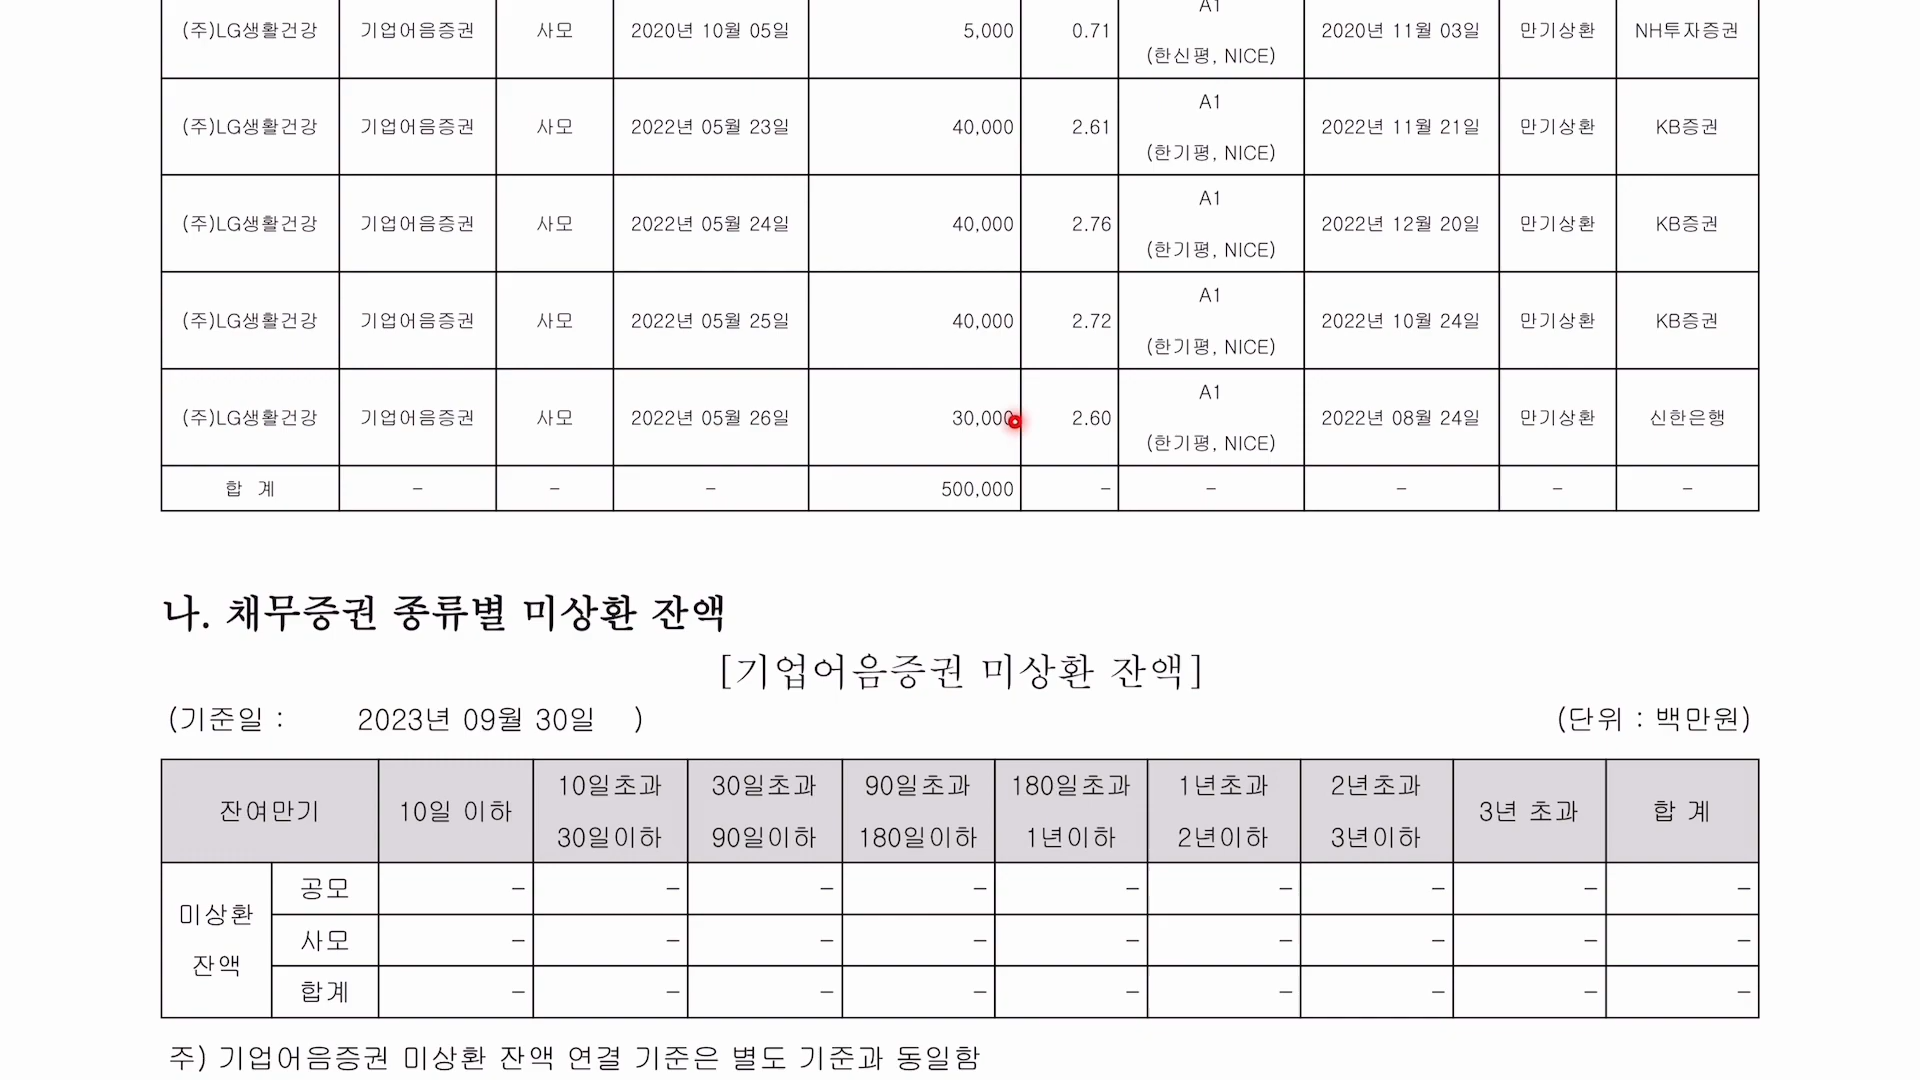 A1
(주)LG생활건강 기업어음증권 사모 2020년 10월 05일 5,000 0.71 2020년 11월 03일 만기상환 NH투자증권
(한신평, NICE)
A1
(주)LG생활건강 기업어음증권 사모 2022년 05월 23일 40,000 2.61 2022년 11월 21일 만기상환 KB증권
(한기평, NICE)
A1
(주)LG생활건강 기업어음증권 사모 2022년 05월 24일 40,000 2.76 2022년 12월 20일 만기상환 KB증권
(한기평, NICE)
A1
(주)LG생활건강 기업어음증권 사모 2022년 05월 25일 40,000 2.72 2022년 10월 24일 만기상환 KB증권
(한기평, NICE)
A1
(주)LG생활건강 기업어음증권 사모 2022년 05월 26일 30,000 2.60 2022년 08월 24일 만기상환 신한은행
(한기평, NICE)
합 계 – – – 500,000 – – – – –
나. 채무증권 종류별 미상환 잔액
[기업어음증권 미상환 잔액]
(기준일 : 2023년 09월 30일 ) (단위 : 백만원)
10일초과 30일초과 90일초과 180일초과 1년초과 2년초과
잔여만기 10일 이하 3년 초과 합 계
30일이하 90일이하 180일이하 1년이하 2년이하 3년이하
공모 – – – – – – – – –
미상환
사모 – – – – – – – – –
잔액
합계 – – – – – – – – –
주) 기업어음증권 미상환 잔액 연결 기준은 별도 기준과 동일함